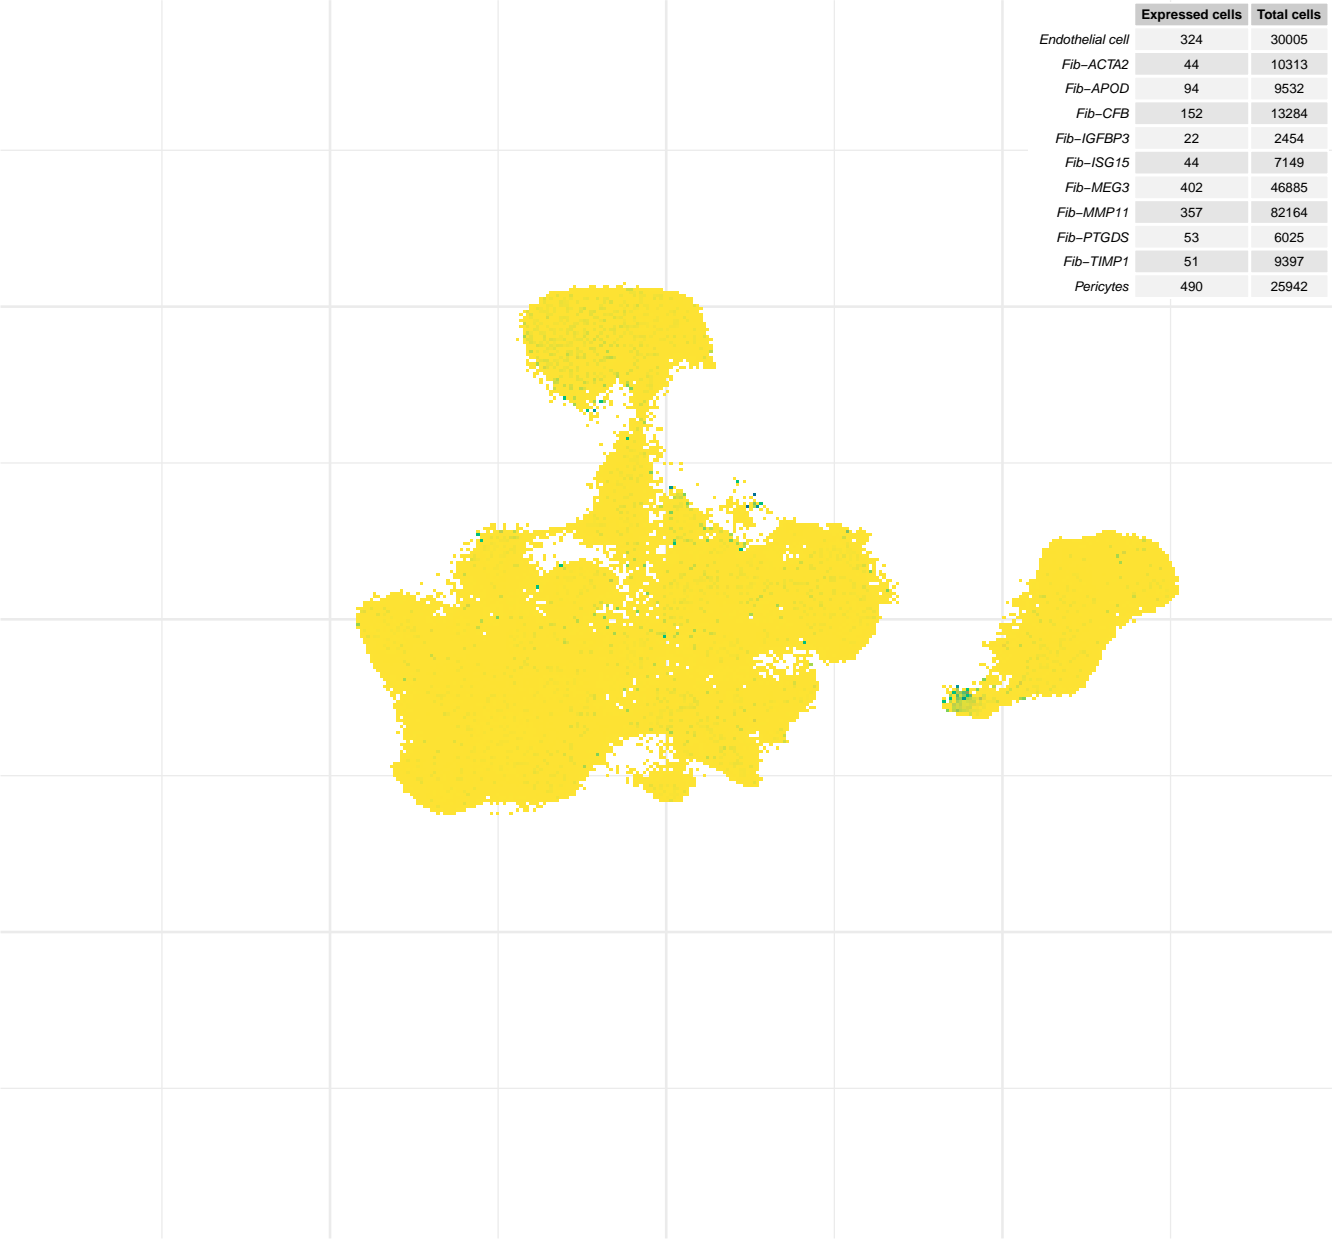 Expressed cells Total cells
Endothelial cell 324 30005
Fib−ACTA2 44 10313
Fib−APOD 94 9532
Fib−CFB 152 13284
Fib−IGFBP3 22 2454
Fib−ISG15 44 7149
Fib−MEG3 402 46885
Fib−MMP11 357 82164
Fib−PTGDS 53 6025
Fib−TIMP1 51 9397
Pericytes 490 25942